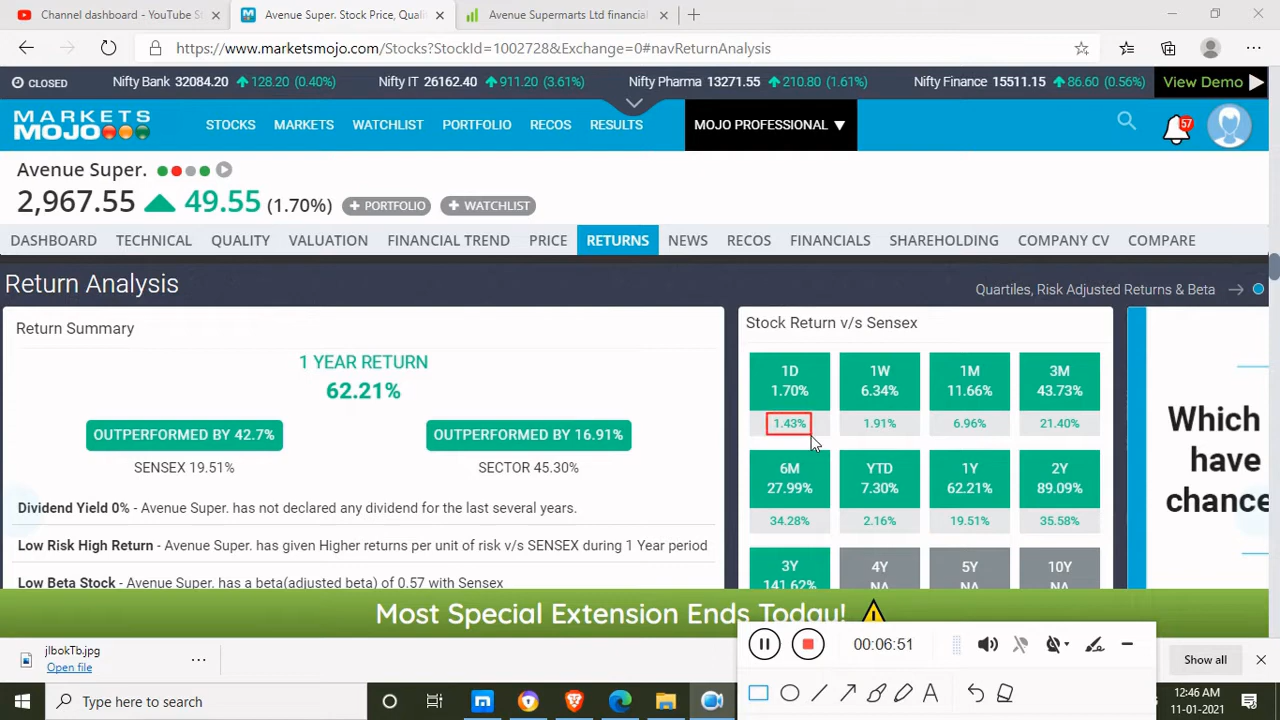 Channel dashboard - YouTube S
Avenue Super. Stock Price, Quali
Avenue Supermarts Ltd financial
https://www.marketsmojo.com/Stocks?StockId=1002728&Exchange=0#navReturnAnalysis
CLOSED
Nifty Bank 32084.20 128.20 (0.40%)
Nifty IT 26162.40 911.20 (3.61%)
Nifty Pharma 13271.55 210.80 (1.61%)
Nifty Finance 15511.15 86.60 (0.56%)
View Demo
MARKETS
MOJO
STOCKS MARKETS WATCHLIST PORTFOLIO RECOS RESULTS
MOJO PROFESSIONAL
57
Avenue Super.
2,967.55 49.55 (1.70%)
+ PORTFOLIO
+ WATCHLIST
DASHBOARD TECHNICAL QUALITY VALUATION FINANCIAL TREND PRICE RETURNS NEWS RECOS FINANCIALS SHAREHOLDING COMPANY CV COMPARE
Return Analysis
Quartiles, Risk Adjusted Returns & Beta
Return Summary
1 YEAR RETURN
62.21%
OUTPERFORMED BY 42.7%
OUTPERFORMED BY 16.91%
SENSEX 19.51%
SECTOR 45.30%
Dividend Yield 0% - Avenue Super. has not declared any dividend for the last several years.
Low Risk High Return - Avenue Super. has given Higher returns per unit of risk v/s SENSEX during 1 Year period
Low Beta Stock - Avenue Super. has a beta(adjusted beta) of 0.57 with Sensex
Stock Return v/s Sensex
1D 1W 1M 3M
1.70% 6.34% 11.66% 43.73%
1.43% 1.91% 6.96% 21.40%
6M YTD 1Y 2Y
27.99% 7.30% 62.21% 89.09%
34.28% 2.16% 19.51% 35.58%
3Y 4Y 5Y 10Y
141.62% NA NA NA
Which
have
chance
Most Special Extension Ends Today!
00:06:51
jlbokTb.jpg
Open file
Show all
Type here to search
12:46 AM
11-01-2021